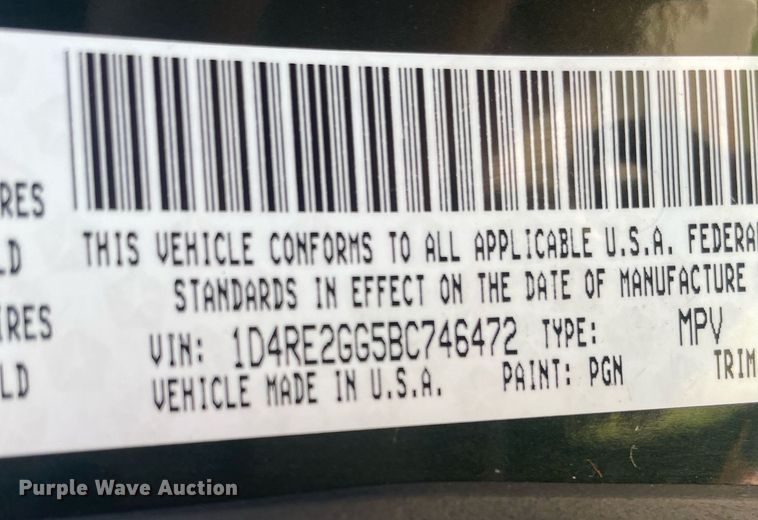 RES
LD
IRES
LD
THIS VEHICLE CONFORMS TO ALL APPLICABLE U.S.A. FEDERA
STANDARDS IN EFFECT ON THE DATE OF MANUFACTURE
VIN: 1D4RE2GG5BC746472 TYPE: MPV
VEHICLE MADE IN U.S.A. PAINT: PGN TRIM
Purple Wave Auction